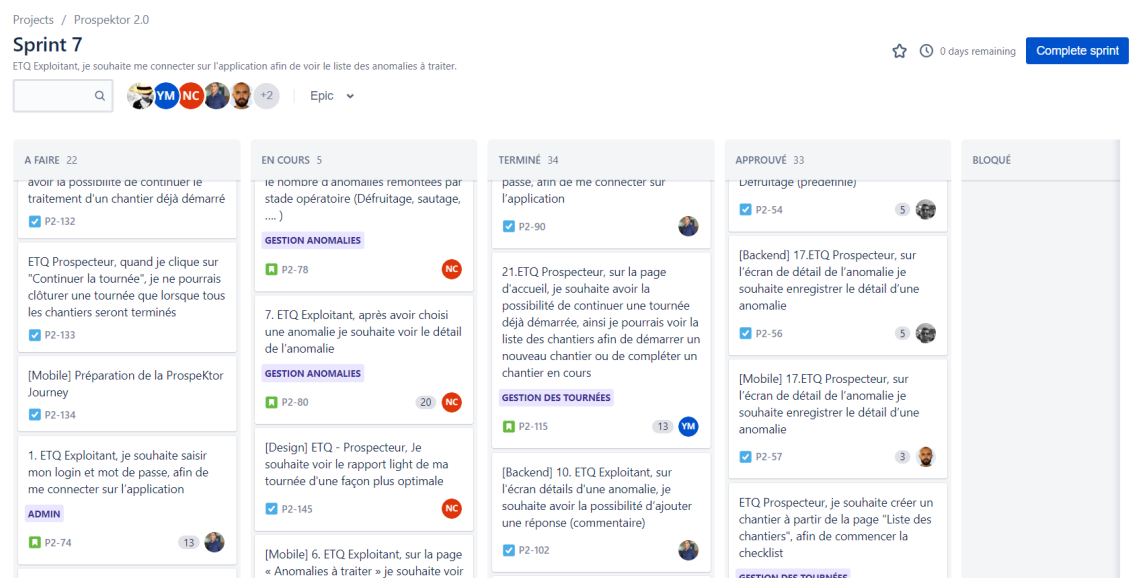 Projects / Prospektor 2.0
Sprint 7
ETQ Exploitant, je souhaite me connecter sur l'application afin de voir le liste des anomalies à traiter.
0 days remaining
Complete sprint
YM
NC
+2
Epic
A FAIRE 22
avoir la possibilité de continuer le
traitement d'un chantier déjà démarré
P2-132
ETQ Prospecteur, quand je clique sur
"Continuer la tournée", je ne pourrais
clôturer une tournée que lorsque tous
les chantiers seront terminés
P2-133
[Mobile] Préparation de la ProspeKtor
Journey
P2-134
1. ETQ Exploitant, je souhaite saisir
mon login et mot de passe, afin de
me connecter sur l'application
ADMIN
P2-74
13
EN COURS 5
le nombre d'anomalies remontées par
stade opératoire (Défruitage, sautage,
.... )
GESTION ANOMALIES
P2-78
NC
7. ETQ Exploitant, après avoir choisi
une anomalie je souhaite voir le détail
de l'anomalie
GESTION ANOMALIES
P2-80
20
NC
[Design] ETQ - Prospecteur, Je
souhaite voir le rapport light de ma
tournée d'une façon plus optimale
P2-145
NC
[Mobile] 6. ETQ Exploitant, sur la page
« Anomalies à traiter » je souhaite voir
TERMINÉ 34
passe, afin de me connecter sur
l'application
P2-90
21.ETQ Prospecteur, sur la page
d'accueil, je souhaite avoir la
possibilité de continuer une tournée
déjà démarrée, ainsi je pourrais voir la
liste des chantiers afin de démarrer un
nouveau chantier ou de compléter un
chantier en cours
GESTION DES TOURNÉES
P2-115
13
YM
[Backend] 10. ETQ Exploitant, sur
l'écran détails d'une anomalie, je
souhaite avoir la possibilité d'ajouter
une réponse (commentaire)
P2-102
APPROUVÉ 33
Défruitage (prédéfinie)
P2-54
5
[Backend] 17.ETQ Prospecteur, sur
l'écran de détail de l'anomalie je
souhaite enregistrer le détail d'une
anomalie
P2-56
5
[Mobile] 17.ETQ Prospecteur, sur
l'écran de détail de l'anomalie je
souhaite enregistrer le détail d'une
anomalie
P2-57
3
ETQ Prospecteur, je souhaite créer un
chantier à partir de la page "Liste des
chantiers", afin de commencer la
checklist
GESTION DES TOURNÉES
BLOQUÉ